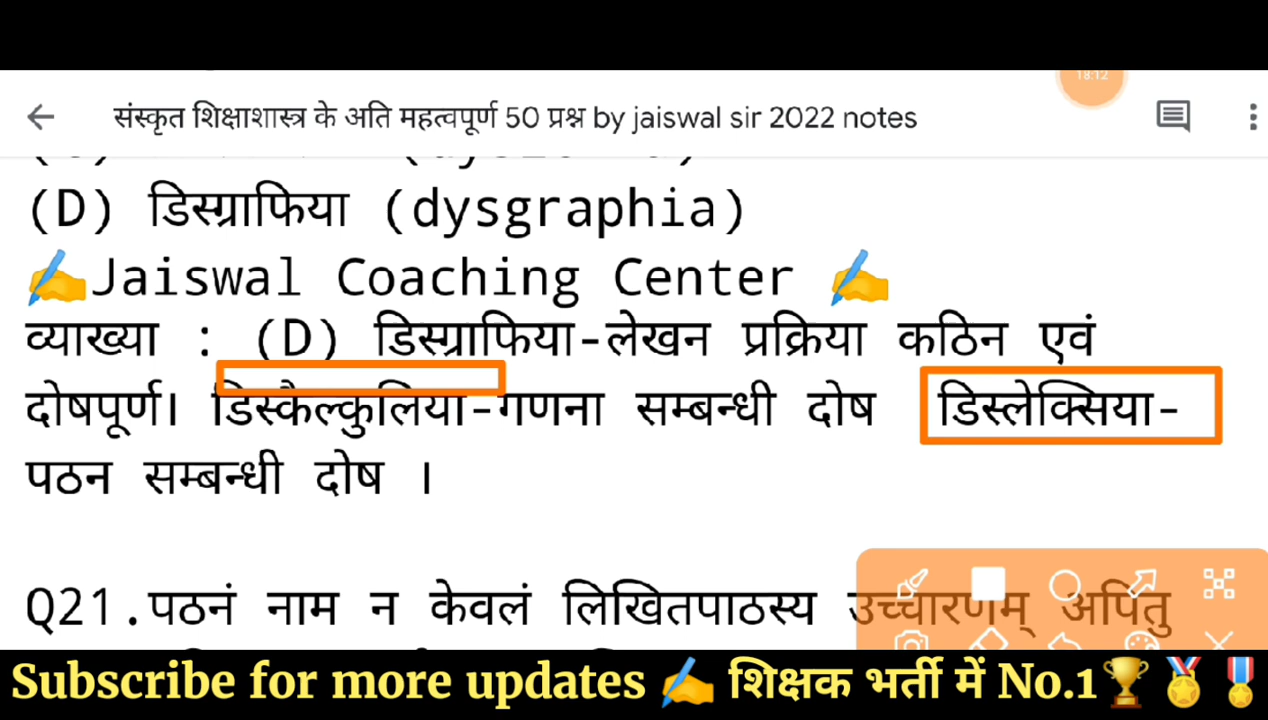 18:12
संस्कृत शिक्षाशास्त्र के अति महत्वपूर्ण 50 प्रश्न by jaiswal sir 2022 notes
(D) डिस्ग्राफिया (dysgraphia)
✍️Jaiswal Coaching Center ✍️
व्याख्या : (D) डिस्ग्राफिया-लेखन प्रक्रिया कठिन एवं
दोषपूर्ण। डिस्कैल्कुलिया-गणना सम्बन्धी दोष डिस्लेक्सिया-
पठन सम्बन्धी दोष ।
Q21.पठनं नाम न केवलं लिखितपाठस्य उच्चारणम् अपितु
Subscribe for more updates ✍️ शिक्षक भर्ती में No.1🏆🏅🎖️